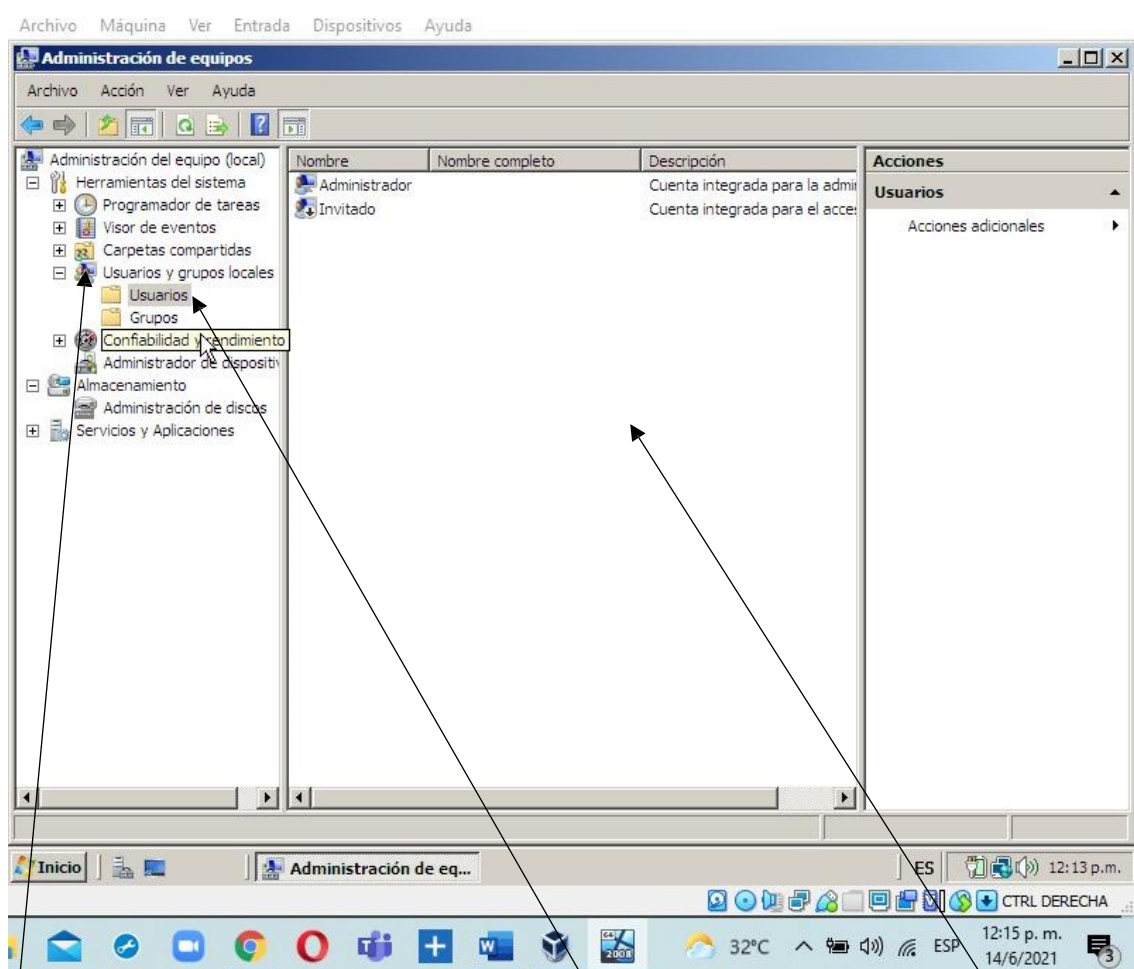 Archivo Máquina Ver Entrada Dispositivos Ayuda
Administración de equipos
Archivo Acción Ver Ayuda
Administración del equipo (local)
Herramientas del sistema
Programador de tareas
Visor de eventos
Carpetas compartidas
Usuarios y grupos locales
Usuarios
Grupos
Confiabilidad y rendimiento
Administrador de dispositiv
Almacenamiento
Administración de discos
Servicios y Aplicaciones
Nombre Nombre completo Descripción
Administrador Cuenta integrada para la admi
Invitado Cuenta integrada para el acce
Acciones
Usuarios
Acciones adicionales
Inicio Administración de eq... ES 12:13 p.m.
CTRL DERECHA
64 2008 32°C ESP 12:15 p. m.
14/6/2021 3